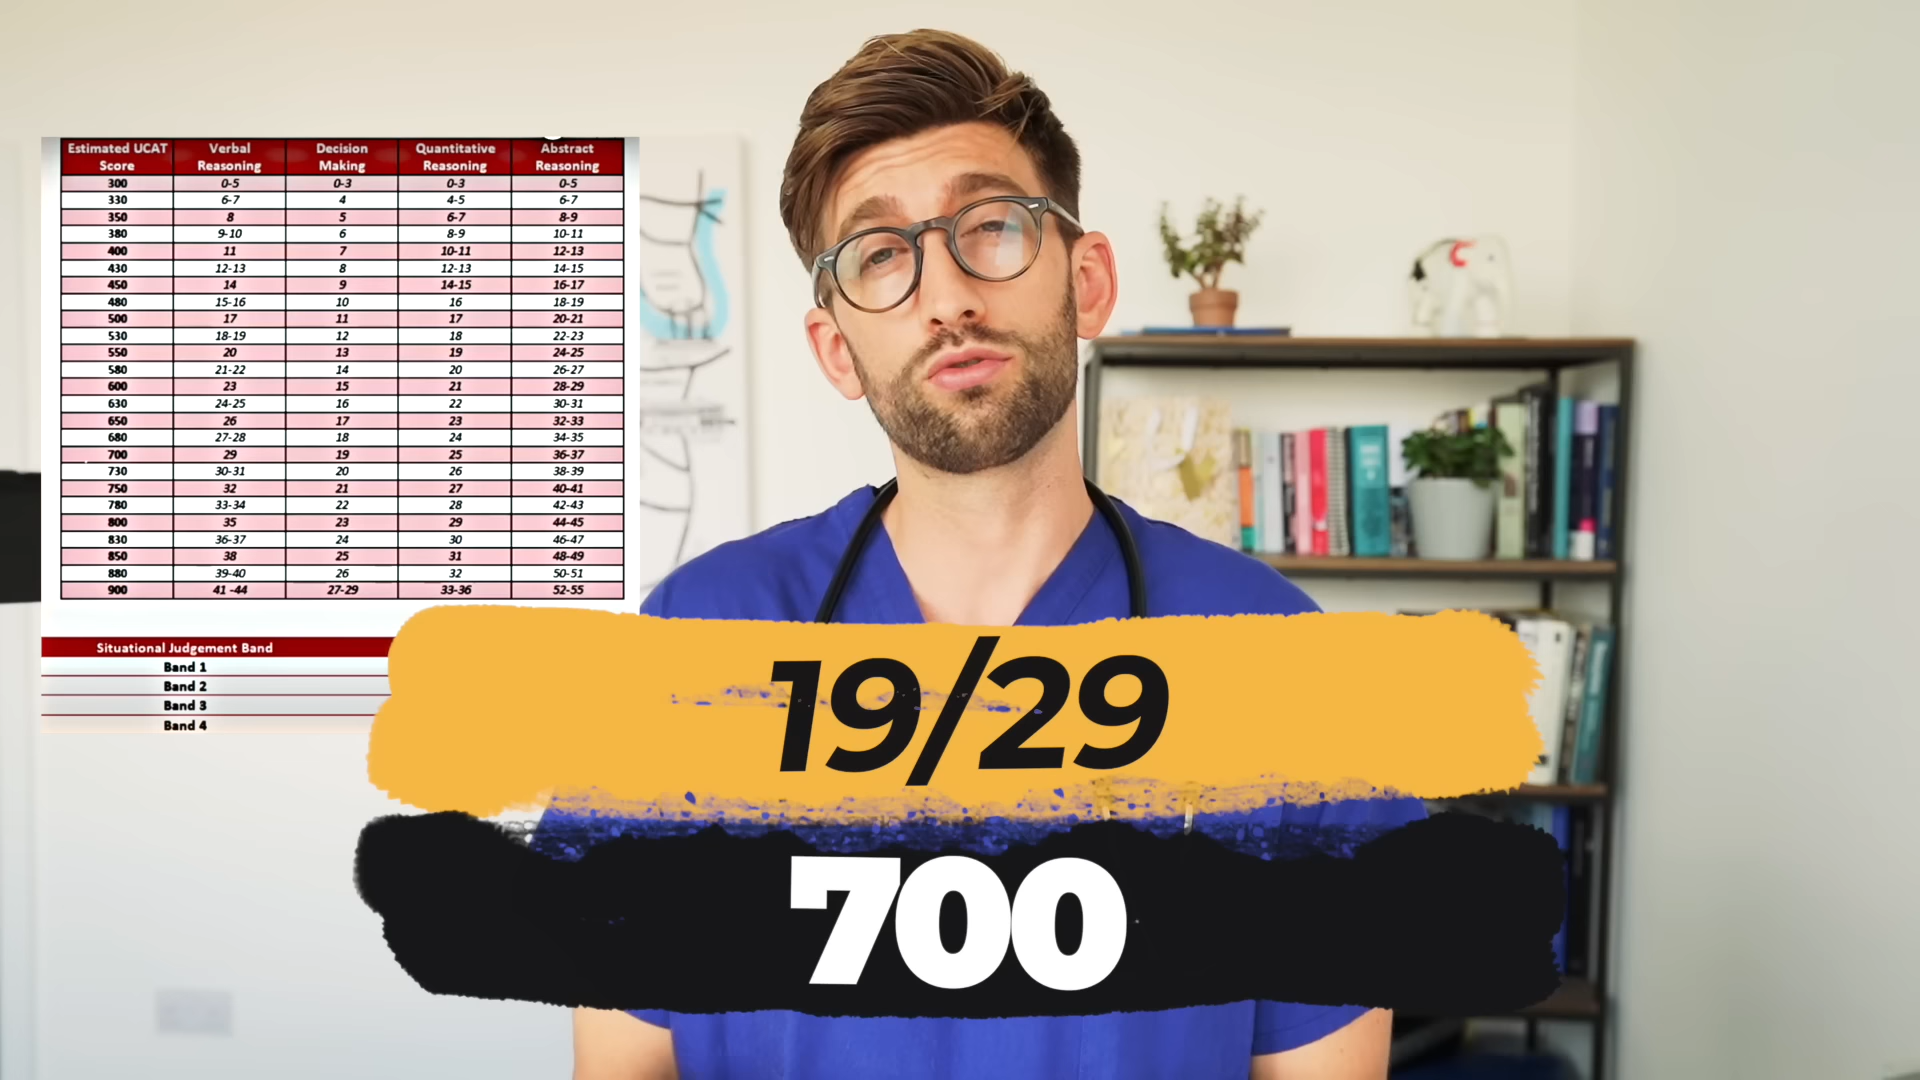 Estimated UCAT Score Verbal Reasoning Decision Making Quantitative Reasoning Abstract Reasoning
300 0-5 0-3 0-3 0-5
330 6-7 4 4-5 6-7
350 8 5 6-7 8-9
380 9-10 6 8-9 10-11
400 11 7 10-11 12-13
430 12-13 8 12-13 14-15
450 14 9 14-15 16-17
480 15-16 10 16 18-19
500 17 11 17 20-21
530 18-19 12 18 22-23
550 20 13 19 24-25
580 21-22 14 20 26-27
600 23 15 21 28-29
630 24-25 16 22 30-31
650 26 17 23 32-33
680 27-28 18 24 34-35
700 29 19 25 36-37
730 30-31 20 26 38-39
750 32 21 27 40-41
780 33-34 22 28 42-43
800 35 23 29 44-45
830 36-37 24 30 46-47
850 38 25 31 48-49
880 39-40 26 32 50-51
900 41 -44 27-29 33-36 52-55
Situational Judgement Band
Band 1
Band 2
Band 3
Band 4
19/29
700